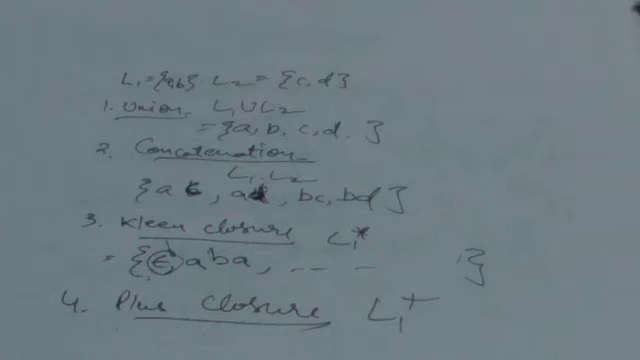 L₁={a,b} L₂ = {c,d}
1. Union L₁UL₂
= {a, b, c, d. }
2. Concatenation
L₁.L₂
{ac, ad, bc, bd}
3. Kleen closure L₁*
= {ε, aba, --- - }
4. Plus closure L₁⁺